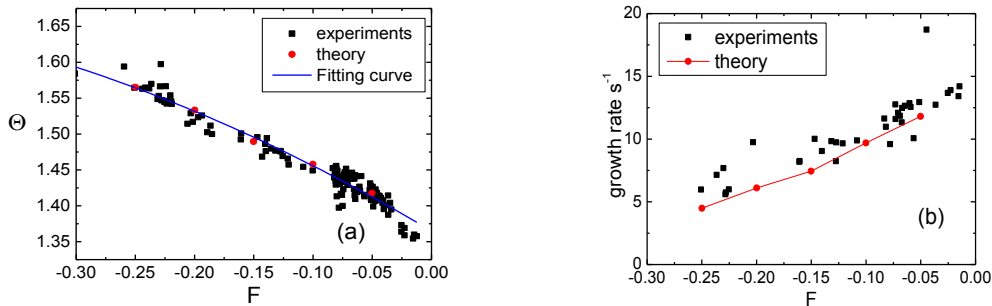 1.65
1.60
1.55
1.50
1.45
1.40
1.35
Θ
experiments
theory
Fitting curve
(a)
-0.30 -0.25 -0.20 -0.15 -0.10 -0.05 0.00
F
20
15
10
5
0
growth rate s⁻¹
experiments
theory
(b)
-0.30 -0.25 -0.20 -0.15 -0.10 -0.05 0.00
F